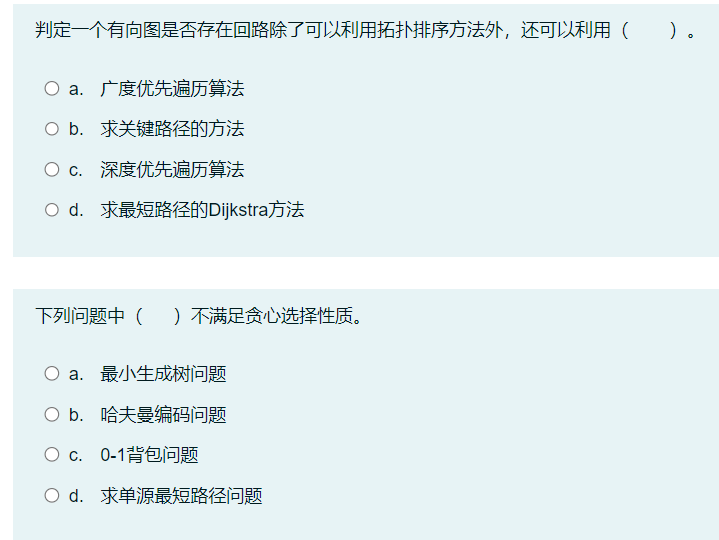 判定一个有向图是否存在回路除了可以利用拓扑排序方法外，还可以利用（　　）。
a. 广度优先遍历算法
b. 求关键路径的方法
c. 深度优先遍历算法
d. 求最短路径的Dijkstra方法
下列问题中（　　）不满足贪心选择性质。
a. 最小生成树问题
b. 哈夫曼编码问题
c. 0-1背包问题
d. 求单源最短路径问题